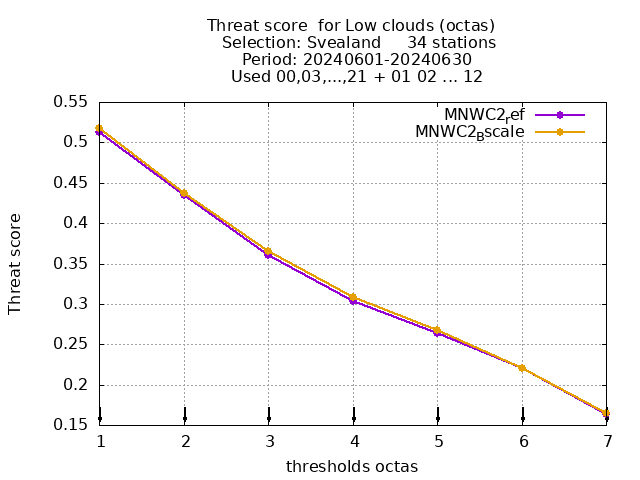 Threat score  for Low clouds (octas)
Selection: Svealand     34 stations
Period: 20240601-20240630
Used 00,03,...,21 + 01 02 ... 12
MNWC2_ref
MNWC2_Bscale
0.55
0.5
0.45
0.4
0.35
0.3
0.25
0.2
0.15
Threat score
1 2 3 4 5 6 7
thresholds octas